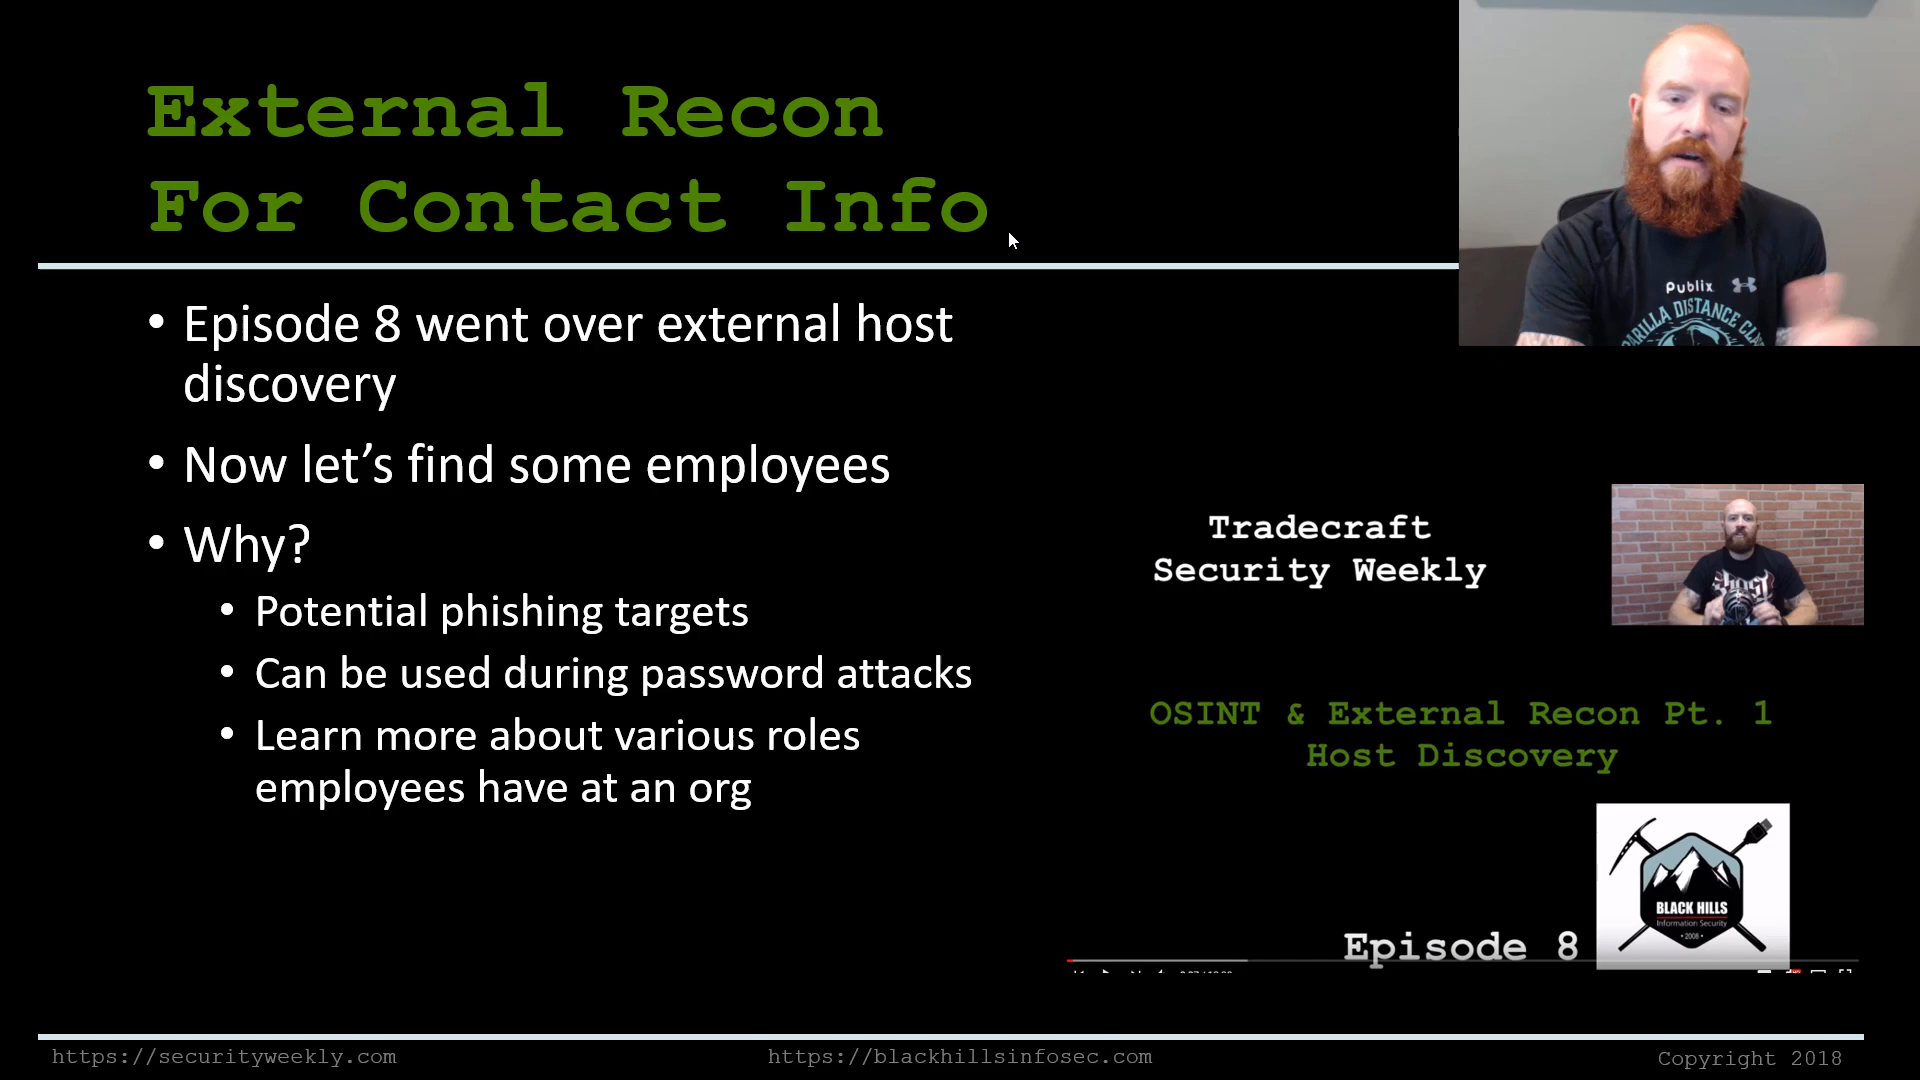 External Recon
For Contact Info
• Episode 8 went over external host
discovery
• Now let’s find some employees
• Why?
• Potential phishing targets
• Can be used during password attacks
• Learn more about various roles
employees have at an org
Publix
PARILLA DISTANCE CLA
Tradecraft
Security Weekly
OSINT & External Recon Pt. 1
Host Discovery
Episode 8
BLACK HILLS
Information Security
• 2008 •
https://securityweekly.com
https://blackhillsinfosec.com
Copyright 2018